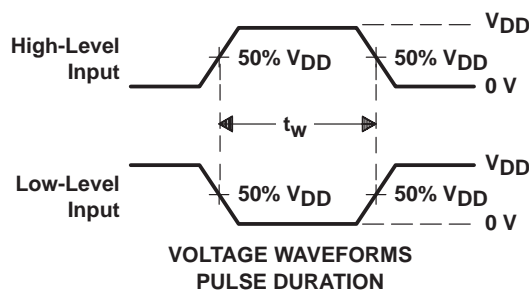 High-Level
Input
50% VDD
50% VDD
VDD
0 V
tw
Low-Level
Input
50% VDD
50% VDD
VDD
0 V
VOLTAGE WAVEFORMS
PULSE DURATION